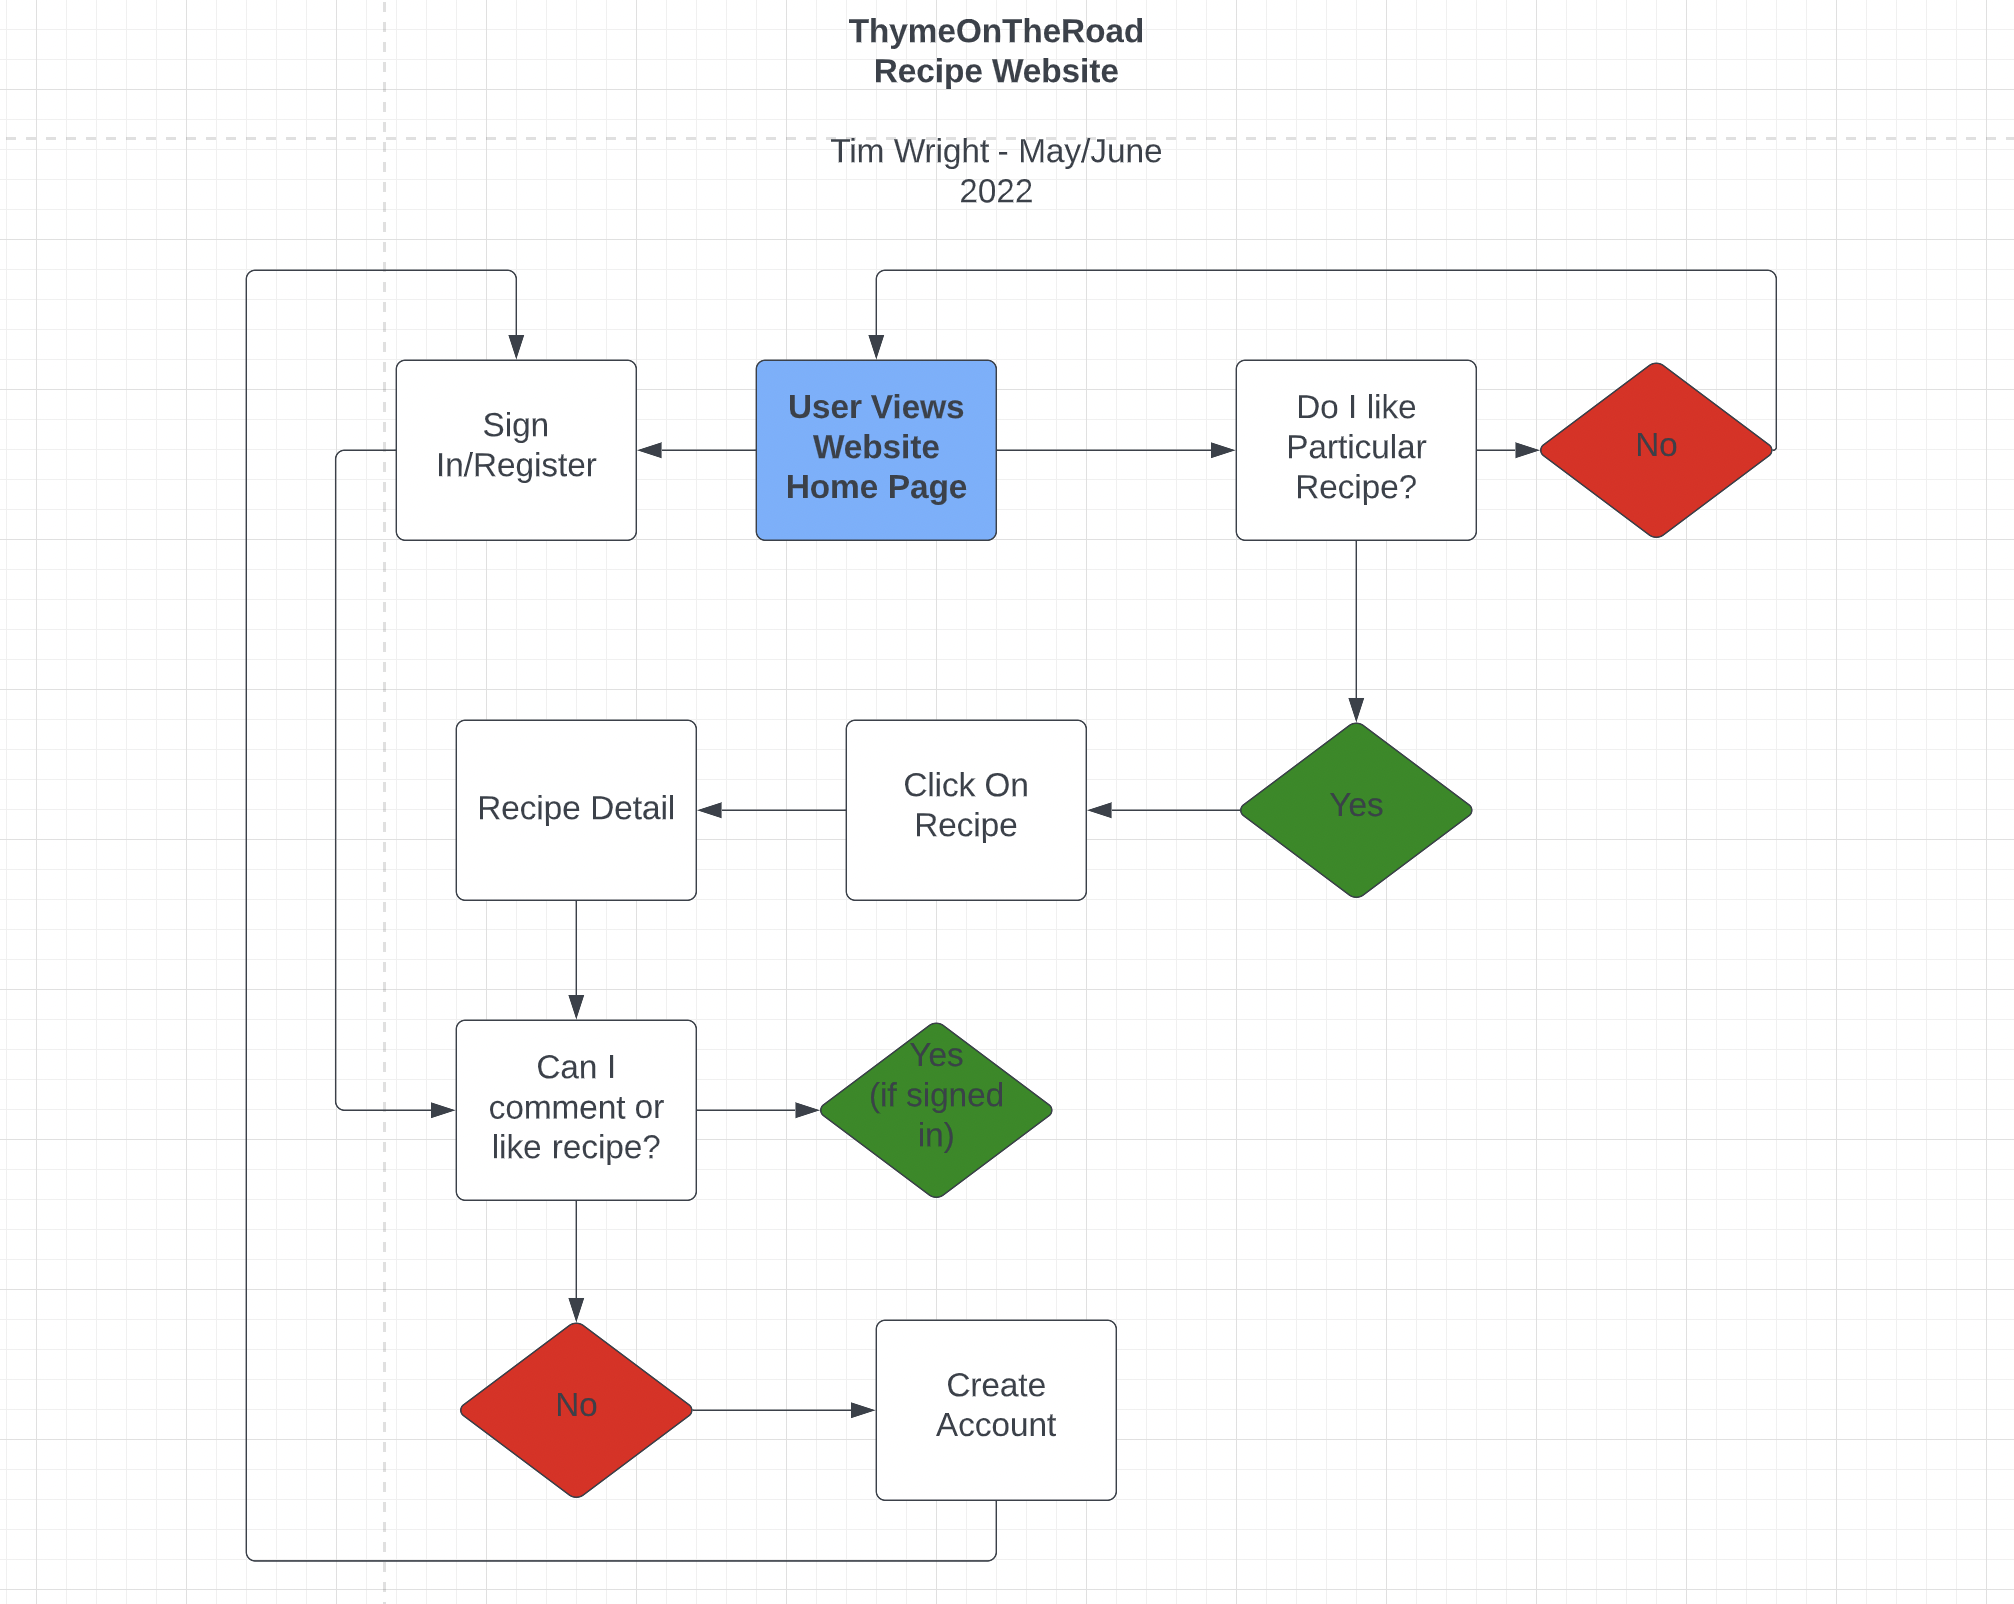 ThymeOnTheRoad
Recipe Website
Tim Wright - May/June
2022
Sign
In/Register
User Views
Website
Home Page
Do I like
Particular
Recipe?
No
Recipe Detail
Click On
Recipe
Yes
Can I
comment or
like recipe?
Yes
(if signed
in)
No
Create
Account